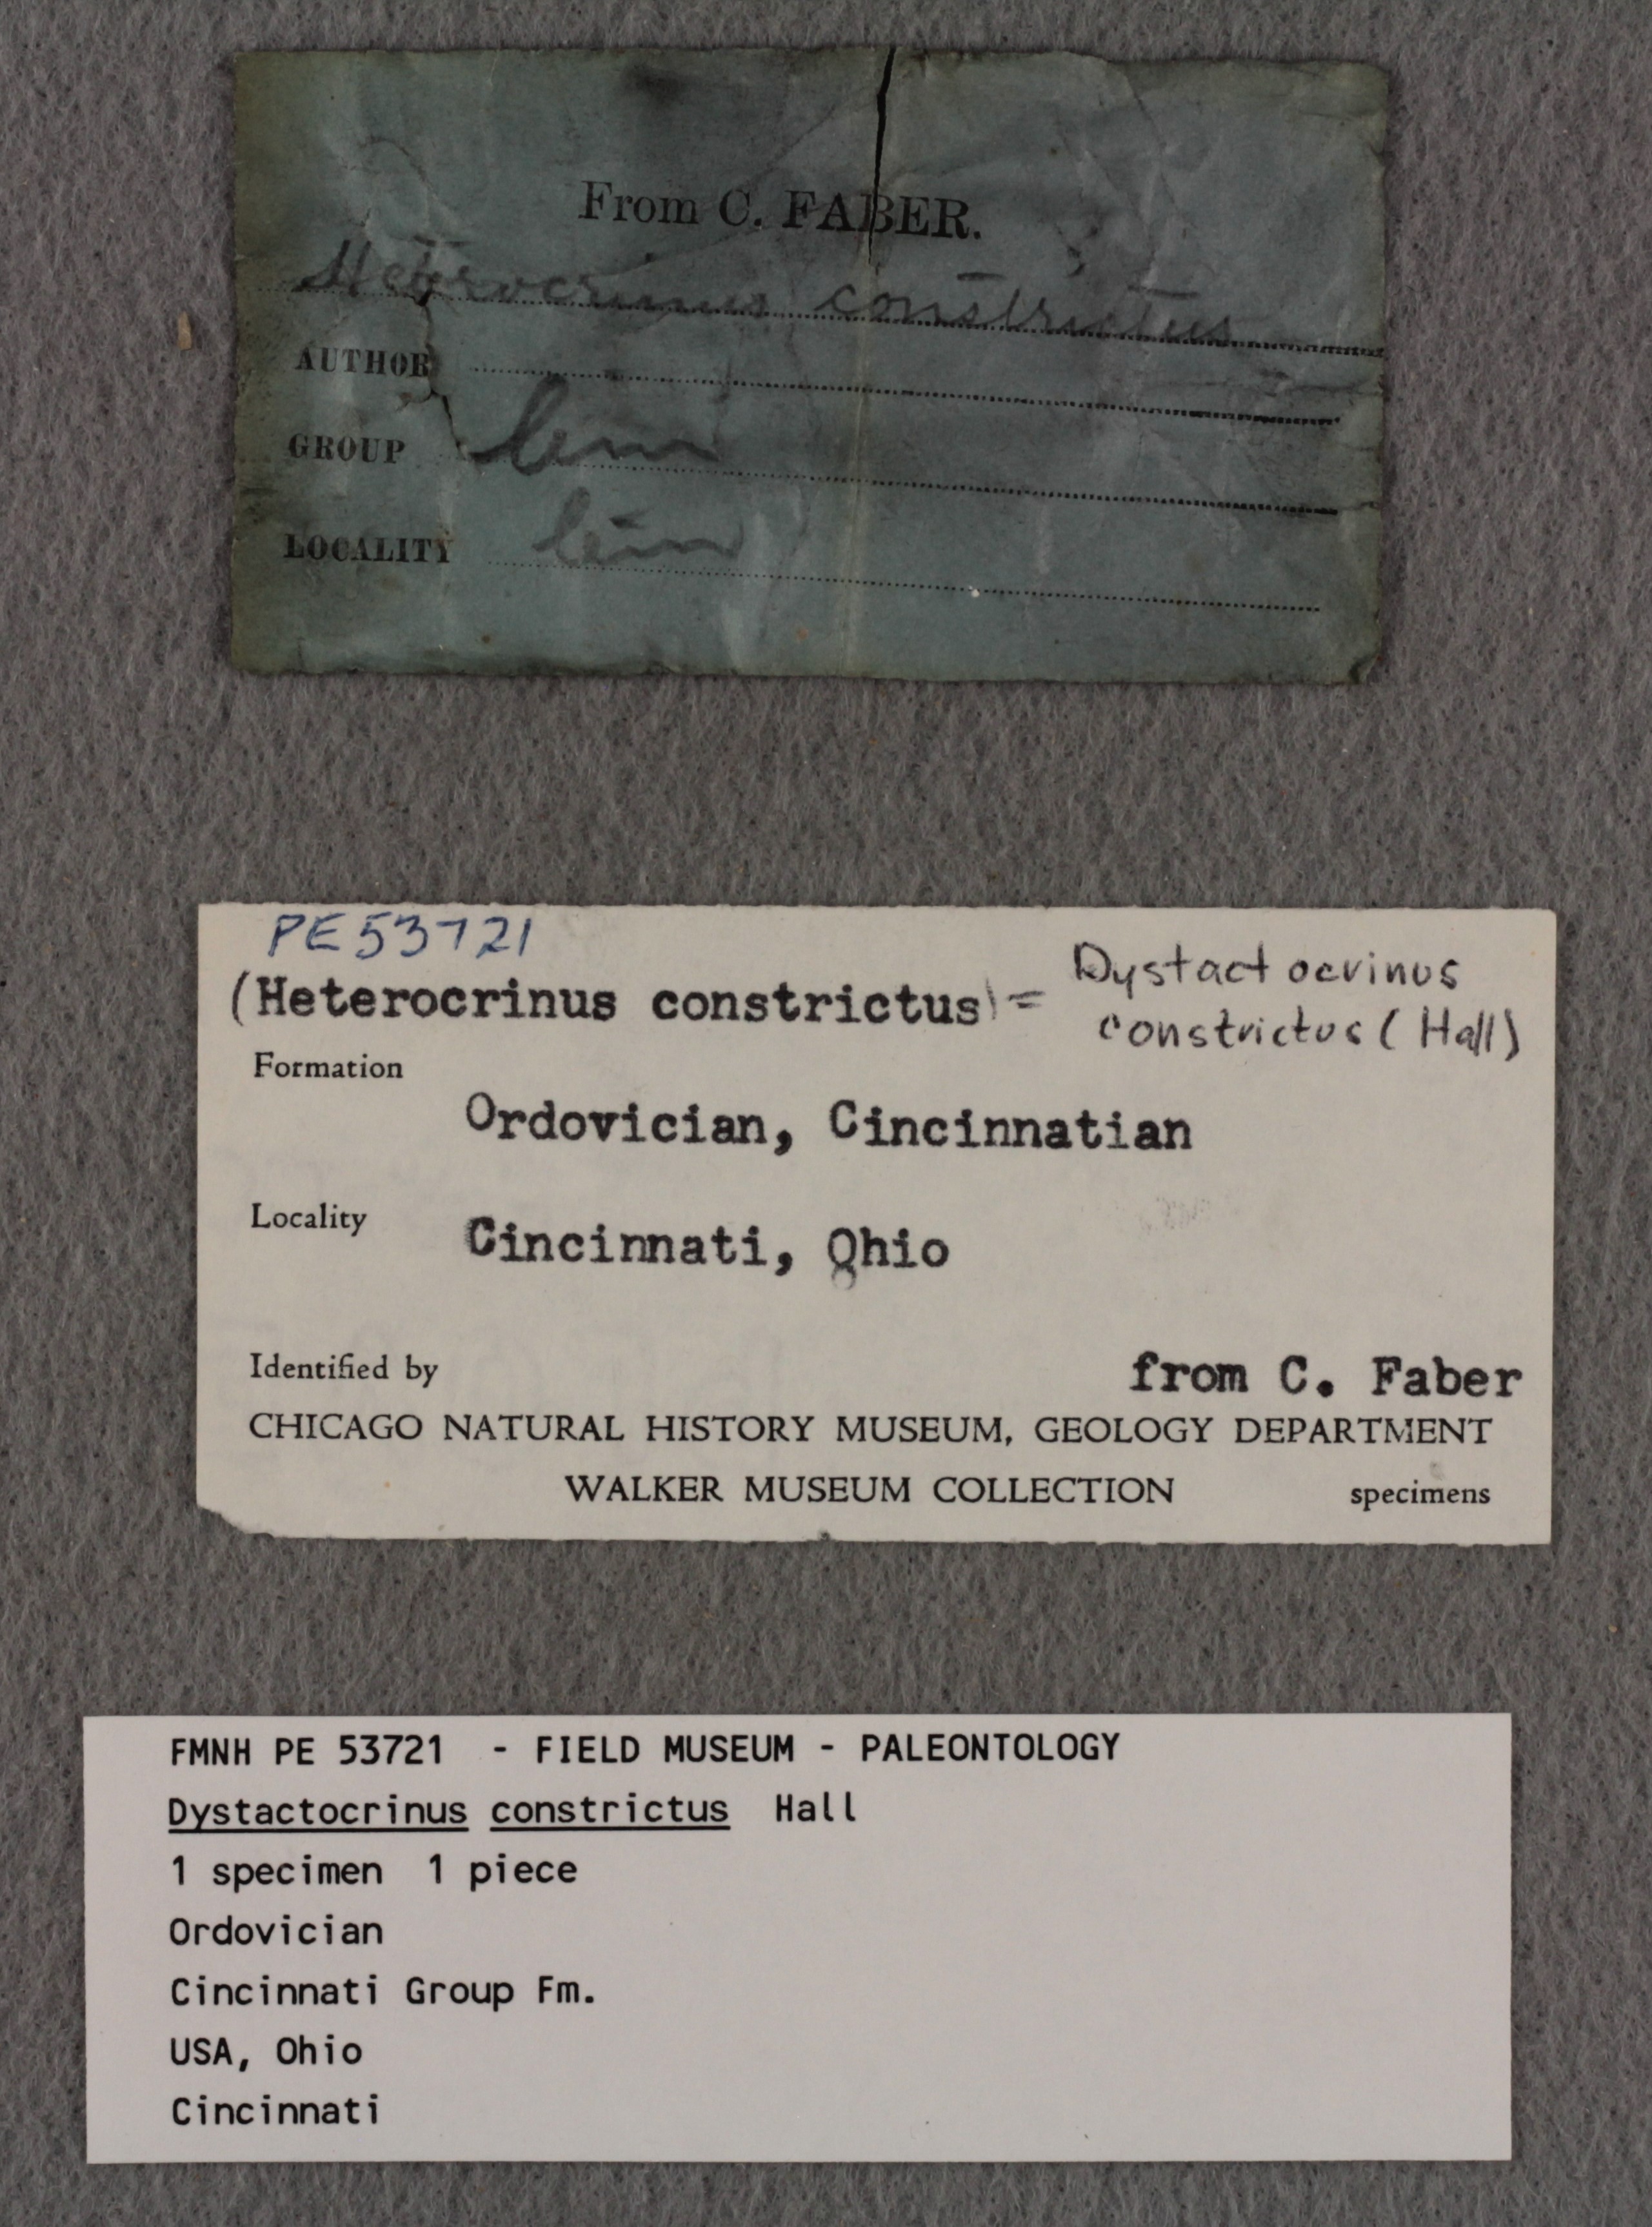 From C. FABER.
Heterocrinus constrictus
AUTHOR
GROUP Cin
LOCALITY Cin
PE53721
(Heterocrinus constrictus) = Dystactocrinus
constrictus (Hall)
Formation
Ordovician, Cincinnatian
Locality
Cincinnati, Ohio
Identified by
from C. Faber
CHICAGO NATURAL HISTORY MUSEUM, GEOLOGY DEPARTMENT
WALKER MUSEUM COLLECTION specimens
FMNH PE 53721 - FIELD MUSEUM - PALEONTOLOGY
Dystactocrinus constrictus Hall
1 specimen 1 piece
Ordovician
Cincinnati Group Fm.
USA, Ohio
Cincinnati